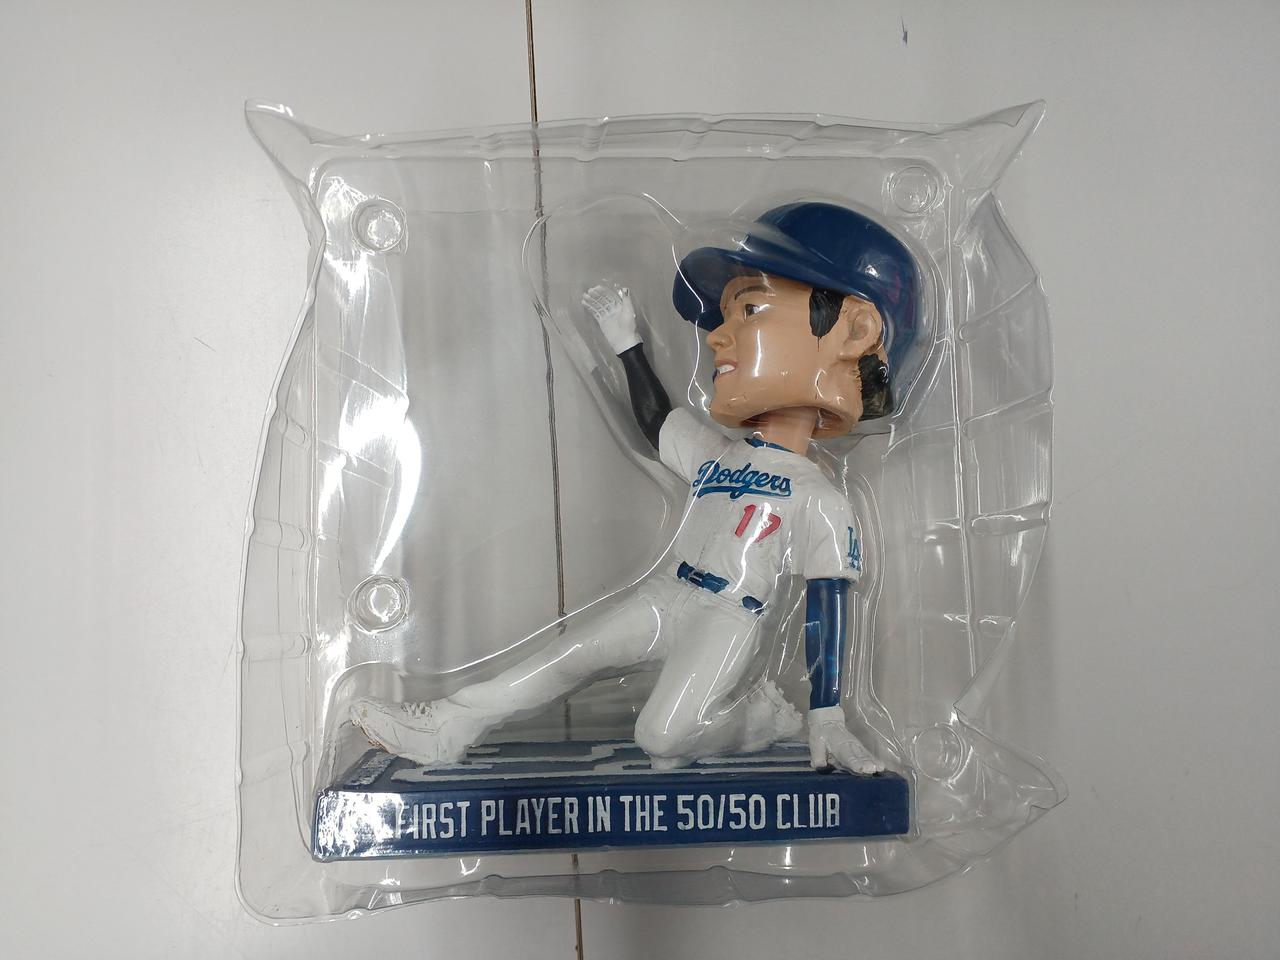 Dodgers
17
LA
FIRST PLAYER IN THE 50/50 CLUB